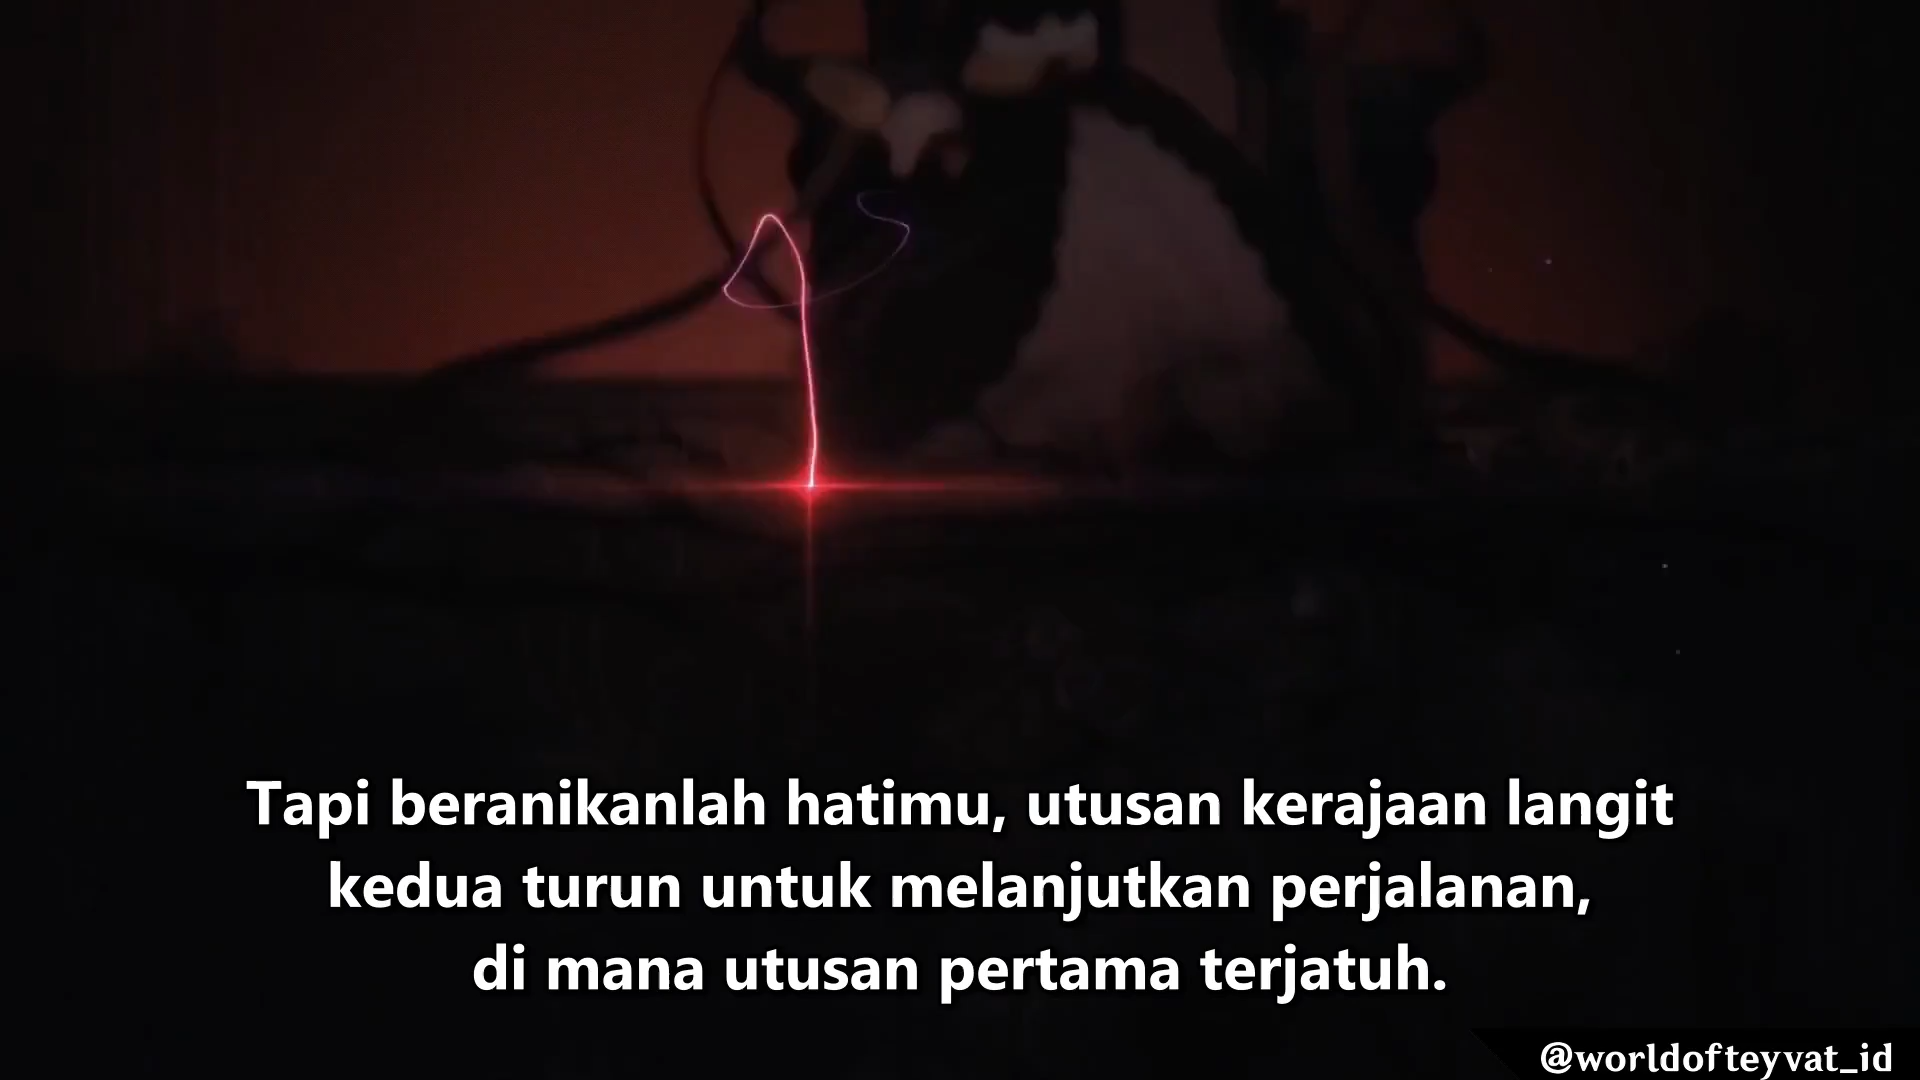 Tapi beranikanlah hatimu, utusan kerajaan langit
kedua turun untuk melanjutkan perjalanan,
di mana utusan pertama terjatuh.
@worldofteyvat_id